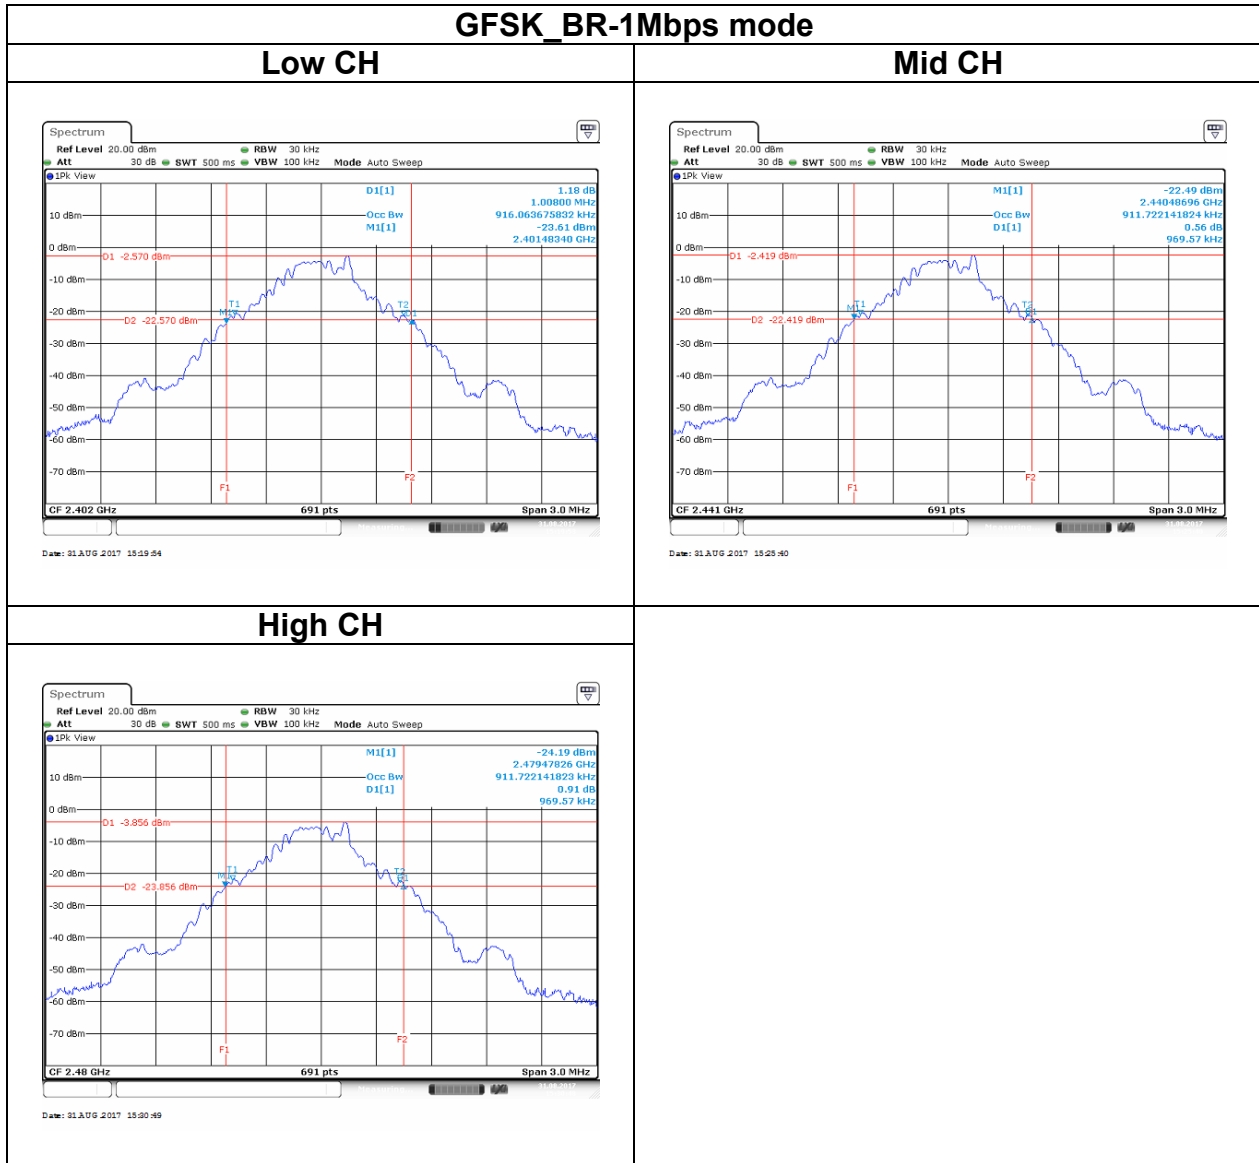 GFSK_BR-1Mbps mode
Low CH
Mid CH
Spectrum
Ref Level 20.00 dBm RBW 30 kHz
Att 30 dB SWT 500 ms VBW 100 kHz Mode Auto Sweep
1Pk View
D1[1] 1.18 dB
1.00800 MHz
10 dBm
Occ Bw 916.063675832 kHz
M1[1] -23.61 dBm
2.40148340 GHz
0 dBm
D1 -2.570 dBm
-10 dBm
-20 dBm
T1
M1
T2
D1
D2 -22.570 dBm
-30 dBm
-40 dBm
-50 dBm
-60 dBm
-70 dBm
F1
F2
CF 2.402 GHz 691 pts Span 3.0 MHz
31.08.2017
Date: 31.AUG.2017 15:19:54
Spectrum
Ref Level 20.00 dBm RBW 30 kHz
Att 30 dB SWT 500 ms VBW 100 kHz Mode Auto Sweep
1Pk View
M1[1] -22.49 dBm
2.44048696 GHz
10 dBm
Occ Bw 911.722141824 kHz
D1[1] 0.56 dB
969.57 kHz
0 dBm
D1 -2.419 dBm
-10 dBm
-20 dBm
M1
T1
T2
D1
D2 -22.419 dBm
-30 dBm
-40 dBm
-50 dBm
-60 dBm
-70 dBm
F1
F2
CF 2.441 GHz 691 pts Span 3.0 MHz
31.08.2017
Date: 31.AUG.2017 15:25:40
High CH
Spectrum
Ref Level 20.00 dBm RBW 30 kHz
Att 30 dB SWT 500 ms VBW 100 kHz Mode Auto Sweep
1Pk View
M1[1] -24.19 dBm
2.47947826 GHz
10 dBm
Occ Bw 911.722141823 kHz
D1[1] 0.91 dB
969.57 kHz
0 dBm
D1 -3.856 dBm
-10 dBm
-20 dBm
M1
T1
T2
D1
D2 -23.856 dBm
-30 dBm
-40 dBm
-50 dBm
-60 dBm
-70 dBm
F1
F2
CF 2.48 GHz 691 pts Span 3.0 MHz
31.08.2017
Date: 31.AUG.2017 15:30:49